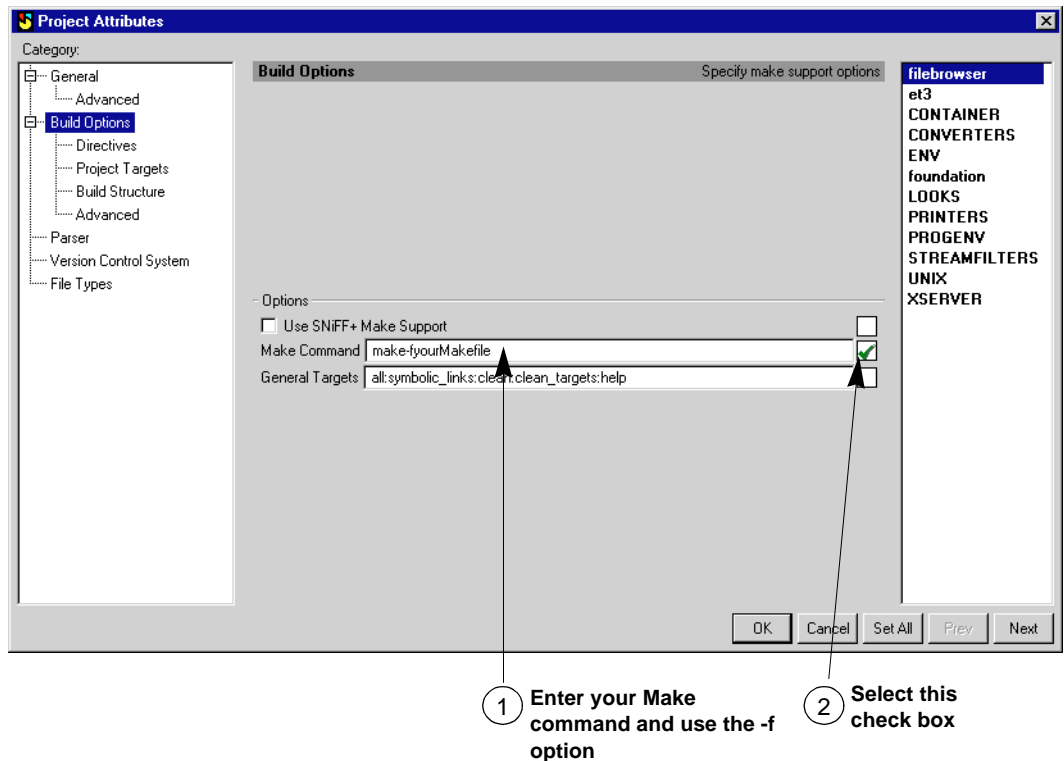 Project Attributes
Category:
General
Advanced
Build Options
Directives
Project Targets
Build Structure
Advanced
Parser
Version Control System
File Types
Build Options Specify make support options
Options
Use SNiFF+ Make Support
Make Command make-fyourMakefile
General Targets all:symbolic_links:clean:clean_targets:help
filebrowser
et3
CONTAINER
CONVERTERS
ENV
foundation
LOOKS
PRINTERS
PROGENV
STREAMFILTERS
UNIX
XSERVER
OK Cancel Set All Prev Next
1 Enter your Make
command and use the -f
option
2 Select this
check box